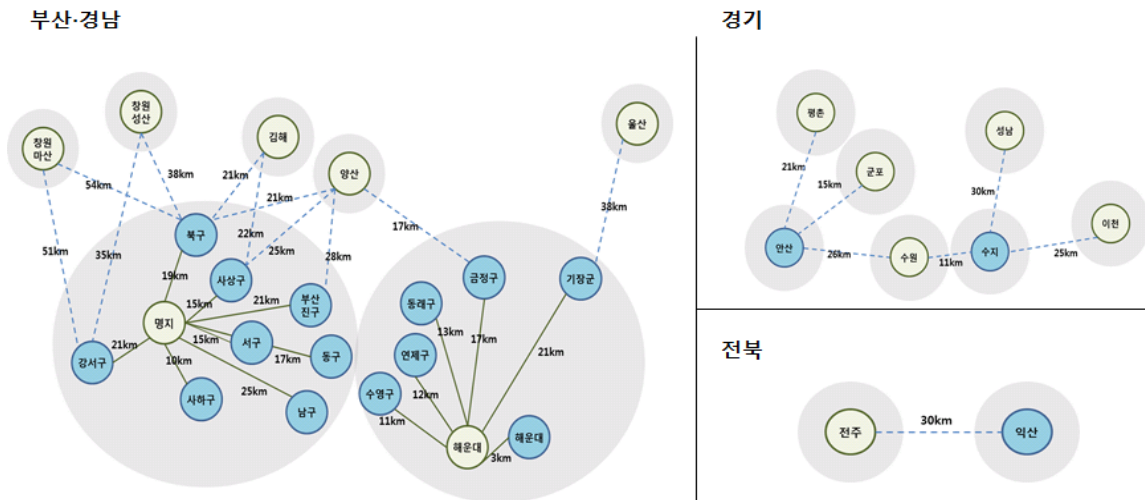 부산·경남
창원
마산
창원
성산
김해
양산
울산
54km
38km
21km
21km
17km
38km
51km
35km
22km
25km
28km
북구
19km
사상구
15km
21km
부산
진구
명지
15km
서구
17km
동구
21km
강서구
10km
사하구
25km
남구
금정구
기장군
동래구
13km
17km
21km
연제구
12km
수영구
11km
해운대
3km
해운대
경기
평촌
성남
21km
군포
15km
30km
이천
안산
26km
수원
11km
수지
25km
전북
전주
30km
익산